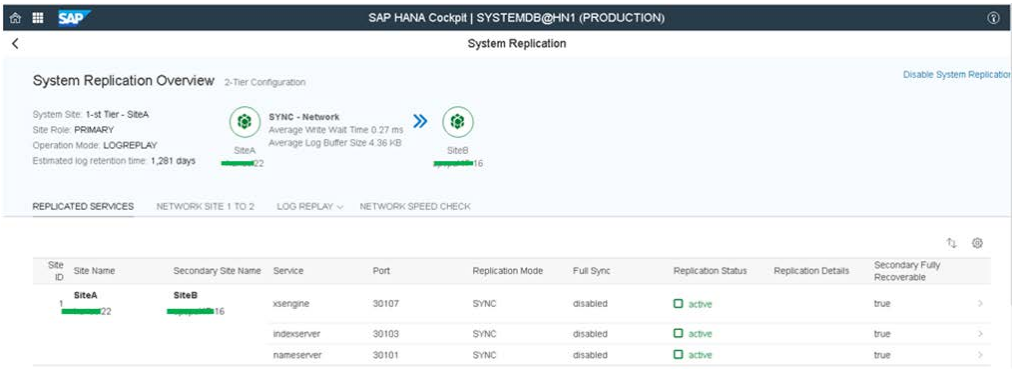 SAP
SAP HANA Cockpit | SYSTEMDB@HN1 (PRODUCTION)
System Replication
System Replication Overview 2-Tier Configuration
Disable System Replication
System Site: 1-st Tier - SiteA
Site Role: PRIMARY
Operation Mode: LOGREPLAY
Estimated log retention time: 1,281 days
SiteA
22
SYNC - Network
Average Write Wait Time 0.27 ms
Average Log Buffer Size 4.36 KB
SiteB
16
REPLICATED SERVICES NETWORK SITE 1 TO 2 LOG REPLAY NETWORK SPEED CHECK
Site ID Site Name Secondary Site Name Service Port Replication Mode Full Sync Replication Status Replication Details Secondary Fully Recoverable
1 SiteA SiteB xsengine 30107 SYNC disabled active true
22 16
indexserver 30103 SYNC disabled active true
nameserver 30101 SYNC disabled active true